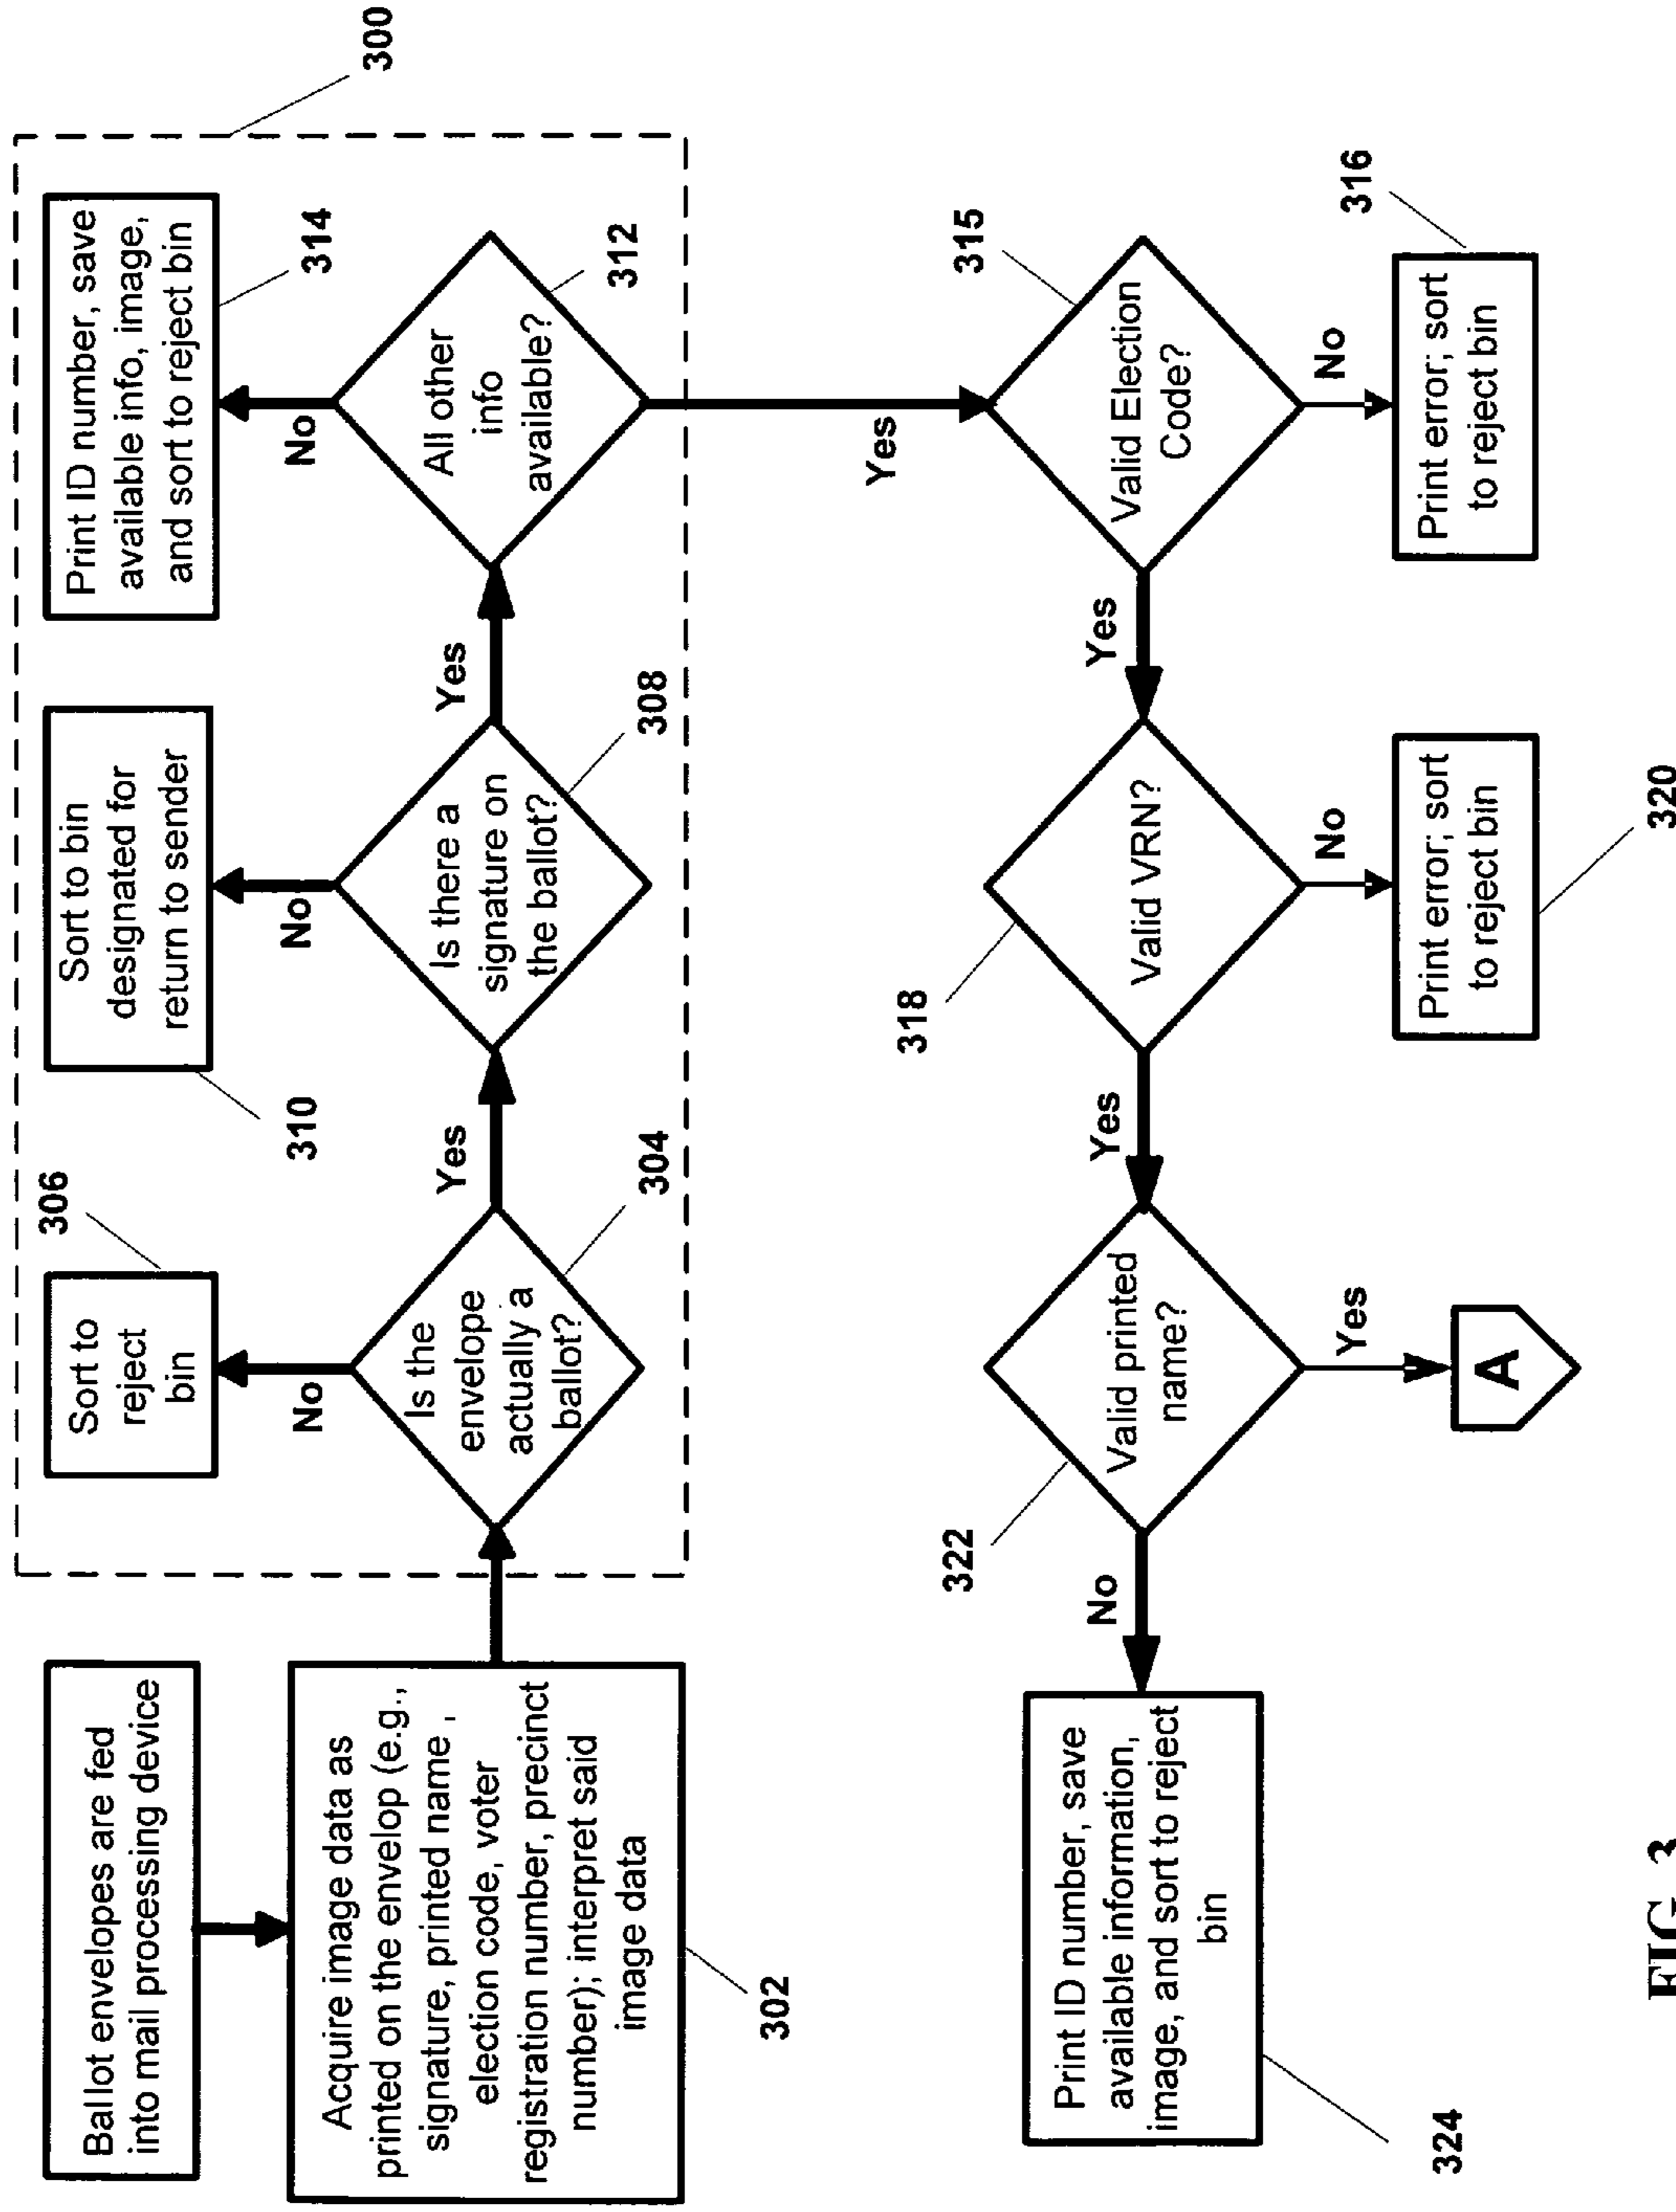 Ballot envelopes are fed
into mail processing device
Acquire image data as
printed on the envelop (e.g.,
signature, printed name ,
election code, voter
registration number, precinct
number); interpret said
image data
302
300
306
Sort to
reject
bin
No
Is the
envelope
actually a
ballot?
304
Yes
310
Sort to bin
designated for
return to sender
No
Is there a
signature on
the ballot?
308
Yes
Print ID number, save
available info, image,
and sort to reject bin
314
No
All other
info
available?
312
Yes
315
Valid Election
Code?
No
316
Print error; sort
to reject bin
Yes
318
Valid VRN?
No
Print error; sort
to reject bin
320
Yes
322
Valid printed
name?
Yes
A
No
Print ID number, save
available information,
image, and sort to reject
bin
324
FIG. 3